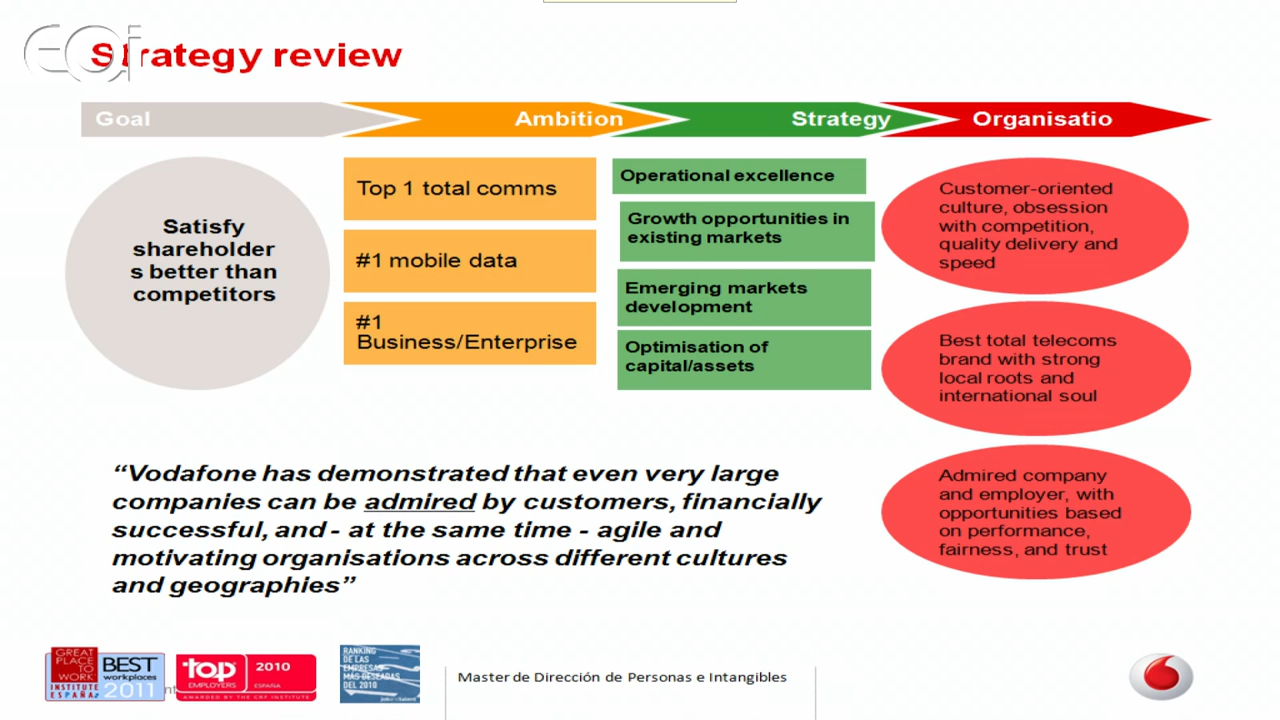 EOI
Strategy review
Goal
Ambition
Strategy
Organisatio
Satisfy
shareholder
s better than
competitors
Top 1 total comms
#1 mobile data
#1
Business/Enterprise
Operational excellence
Growth opportunities in
existing markets
Emerging markets
development
Optimisation of
capital/assets
Customer-oriented
culture, obsession
with competition,
quality delivery and
speed
Best total telecoms
brand with strong
local roots and
international soul
Admired company
and employer, with
opportunities based
on performance,
fairness, and trust
“Vodafone has demonstrated that even very large
companies can be admired by customers, financially
successful, and - at the same time - agile and
motivating organisations across different cultures
and geographies”
GREAT
PLACE
TO
WORK
INSTITUTE
ESPAÑA
BEST
workplaces
2011
top
EMPLOYERS
2010
ESPAÑA
AWARDED BY THE CRF INSTITUTE
RANKING
DE LAS
EMPRESAS
MÁS DESEADAS
DEL 2010
Master de Dirección de Personas e Intangibles